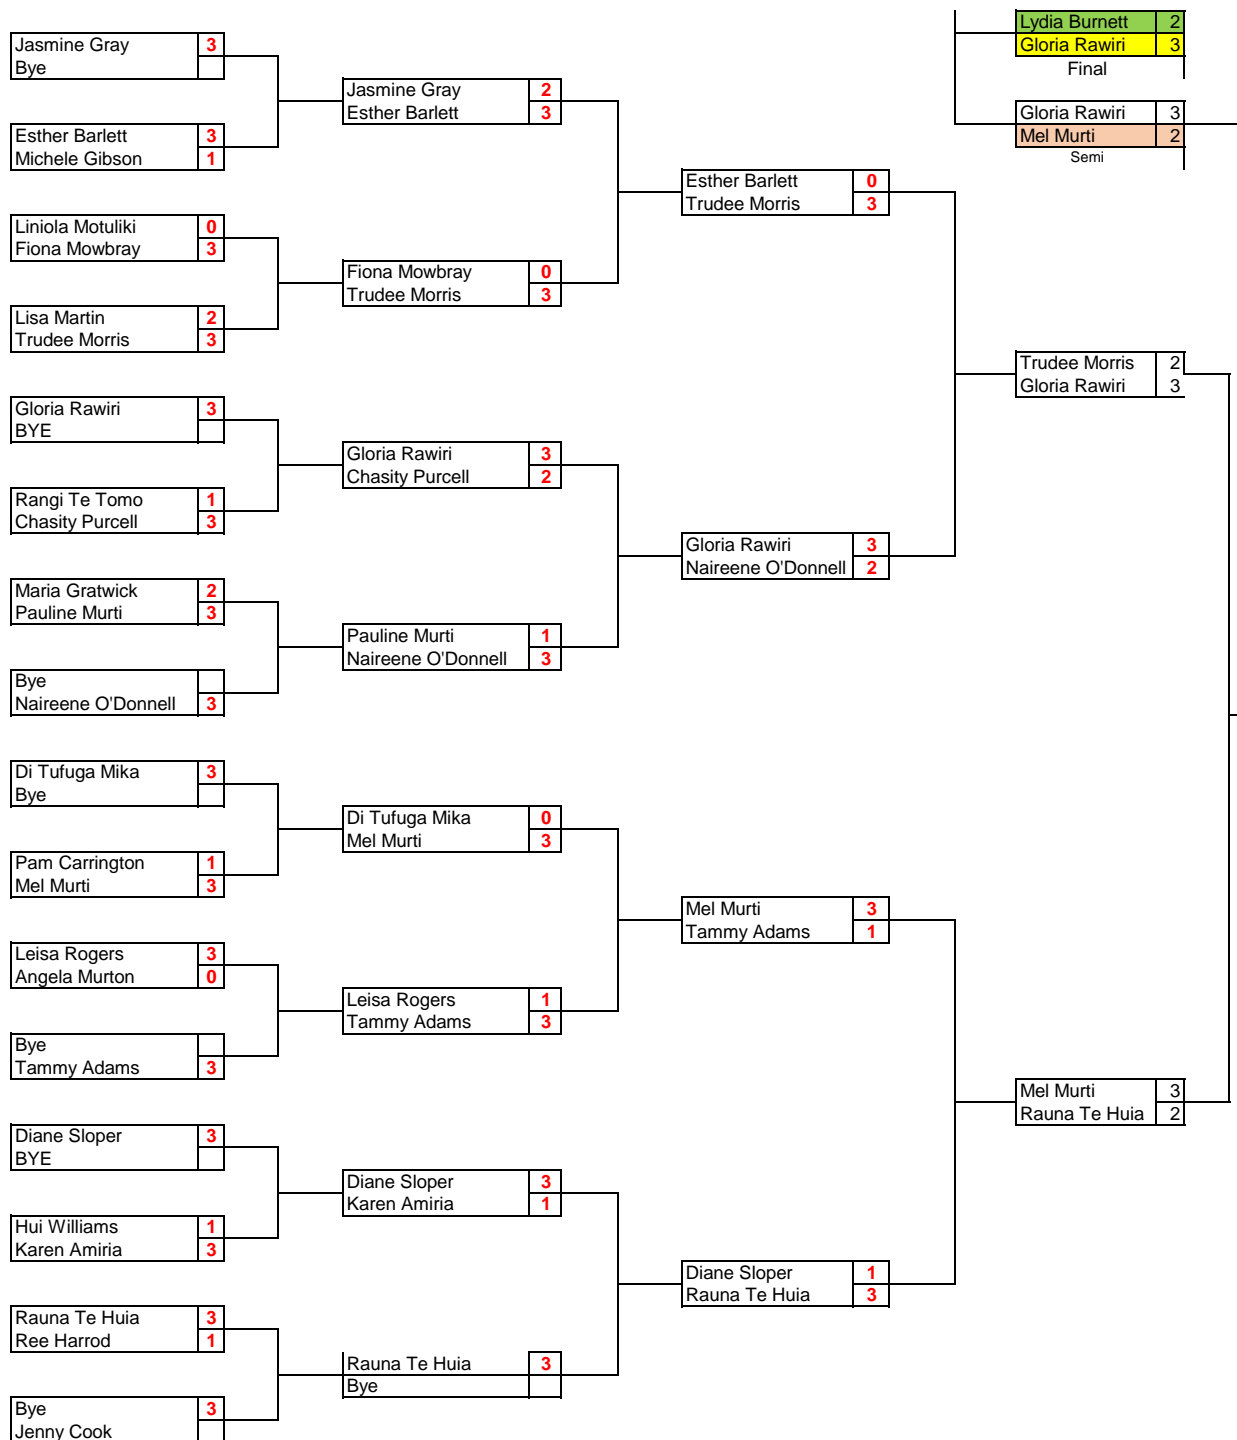 Lydia Burnett 2
Gloria Rawiri 3
Final
Gloria Rawiri 3
Mel Murti 2
Semi
Jasmine Gray 3
Bye
Esther Barlett 3
Michele Gibson 1
Liniola Motuliki 0
Fiona Mowbray 3
Lisa Martin 2
Trudee Morris 3
Gloria Rawiri 3
BYE
Rangi Te Tomo 1
Chasity Purcell 3
Maria Gratwick 2
Pauline Murti 3
Bye
Naireene O'Donnell 3
Di Tufuga Mika 3
Bye
Pam Carrington 1
Mel Murti 3
Leisa Rogers 3
Angela Murton 0
Bye
Tammy Adams 3
Diane Sloper 3
BYE
Hui Williams 1
Karen Amiria 3
Rauna Te Huia 3
Ree Harrod 1
Bye 3
Jenny Cook
Jasmine Gray 2
Esther Barlett 3
Fiona Mowbray 0
Trudee Morris 3
Gloria Rawiri 3
Chasity Purcell 2
Pauline Murti 1
Naireene O'Donnell 3
Di Tufuga Mika 0
Mel Murti 3
Leisa Rogers 1
Tammy Adams 3
Diane Sloper 3
Karen Amiria 1
Rauna Te Huia 3
Bye
Esther Barlett 0
Trudee Morris 3
Gloria Rawiri 3
Naireene O'Donnell 2
Mel Murti 3
Tammy Adams 1
Diane Sloper 1
Rauna Te Huia 3
Trudee Morris 2
Gloria Rawiri 3
Mel Murti 3
Rauna Te Huia 2